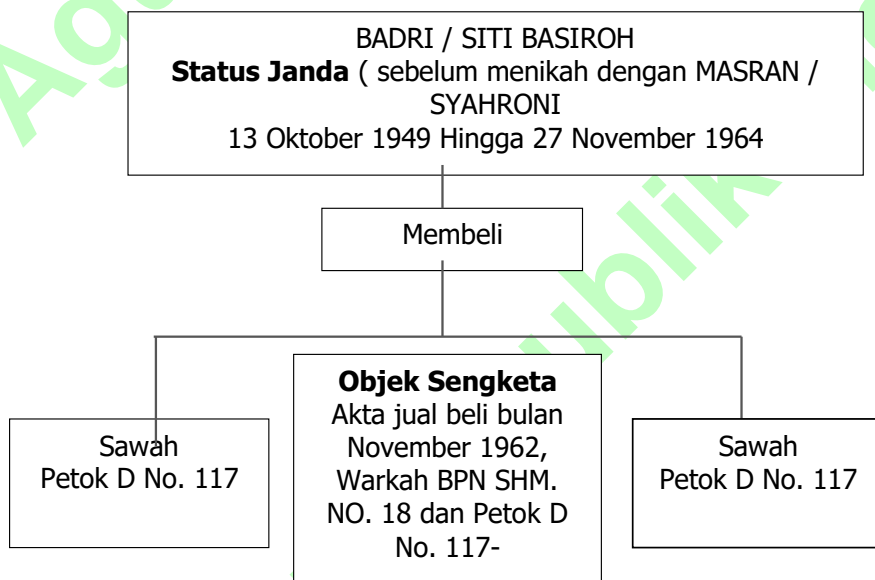 BADRI / SITI BASIROH
Status Janda ( sebelum menikah dengan MASRAN /
SYAHRONI
13 Oktober 1949 Hingga 27 November 1964
Membeli
Sawah
Petok D No. 117
Objek Sengketa
Akta jual beli bulan
November 1962,
Warkah BPN SHM.
NO. 18 dan Petok D
No. 117-
Sawah
Petok D No. 117